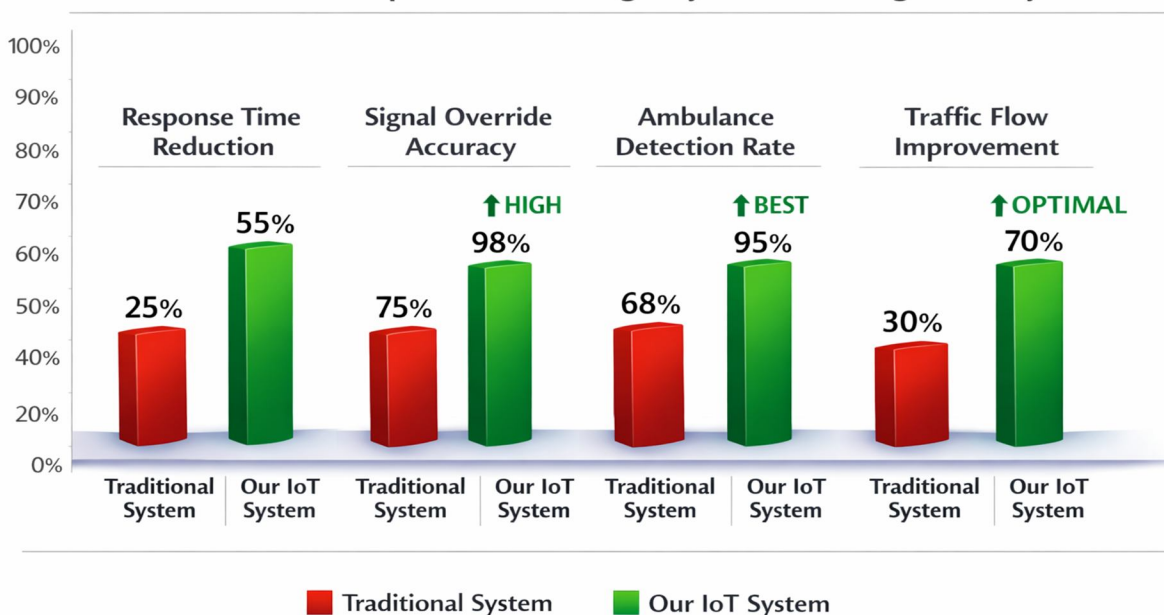 100%
90%
80%
70%
60%
50%
40%
20%
0%
Response Time
Reduction
25%
55%
Traditional
System
Our IoT
System
Signal Override
Accuracy
HIGH
75%
98%
Traditional
System
Our IoT
System
Ambulance
Detection Rate
BEST
68%
95%
Traditional
System
Our IoT
System
Traffic Flow
Improvement
OPTIMAL
30%
70%
Traditional
System
Our IoT
System
Traditional System
Our IoT System